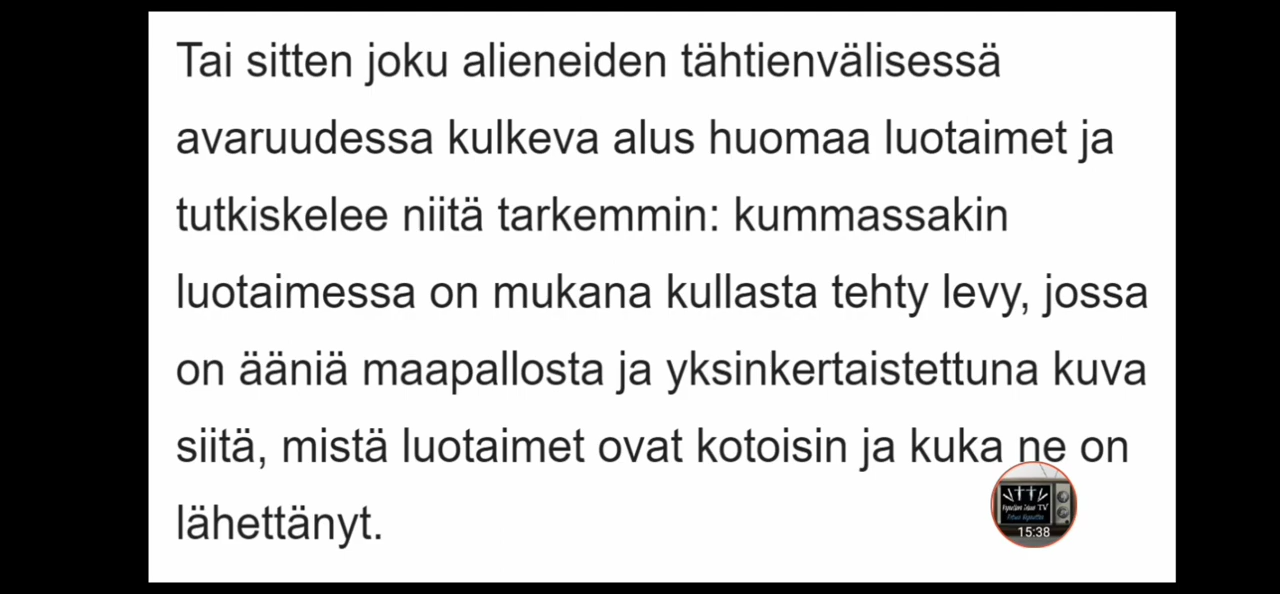 Tai sitten joku alieneiden tähtienvälisessä
avaruudessa kulkeva alus huomaa luotaimet ja
tutkiskelee niitä tarkemmin: kummassakin
luotaimessa on mukana kullasta tehty levy, jossa
on ääniä maapallosta ja yksinkertaistettuna kuva
siitä, mistä luotaimet ovat kotoisin ja kuka ne on
lähettänyt.
TV
15:38